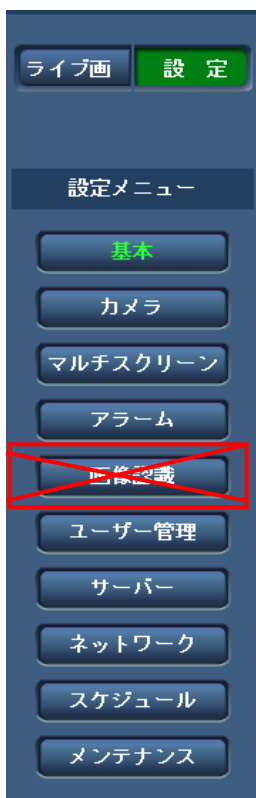 ライブ画
設 定
設定メニュー
基本
カメラ
マルチスクリーン
アラーム
画像認識
ユーザー管理
サーバー
ネットワーク
スケジュール
メンテナンス